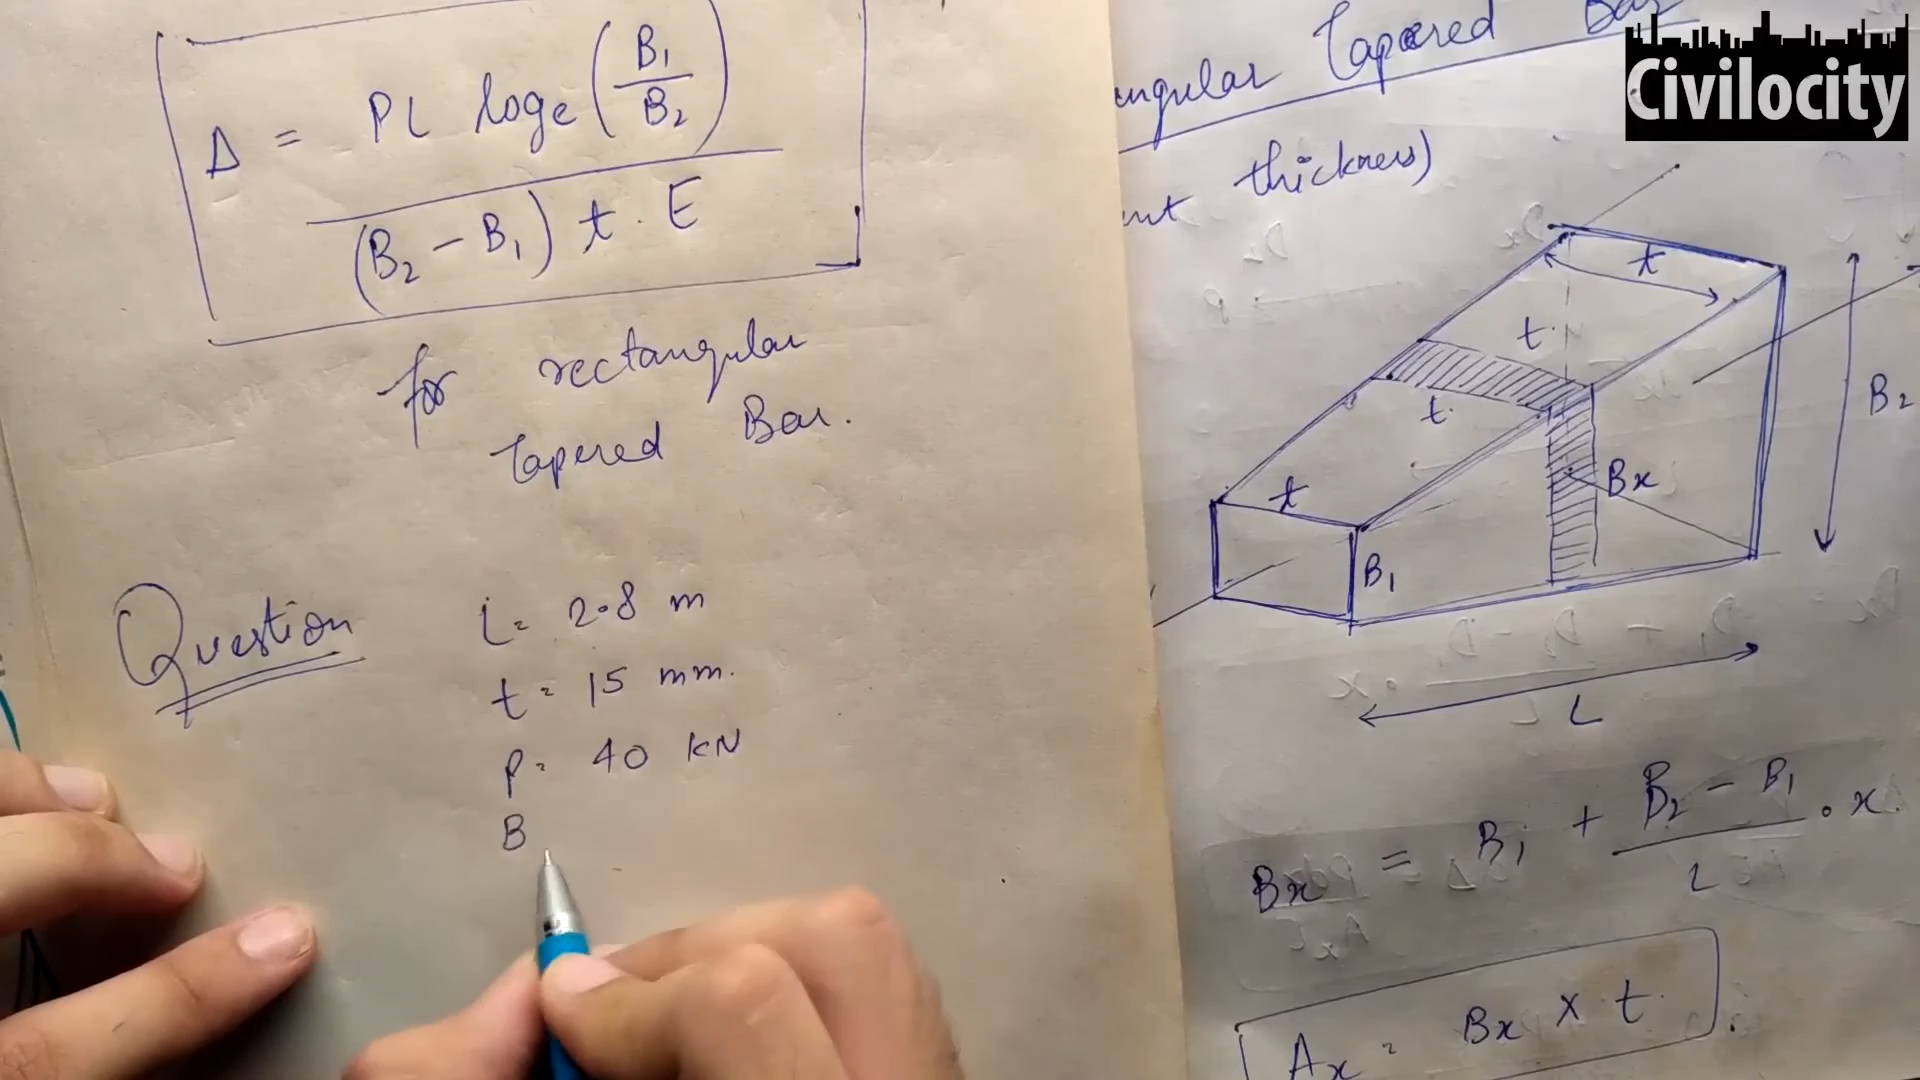 Δ = PL loge (B₁/B₂) / (B₂ - B₁) t . E
for rectangular
tapered Bar.
Question
L = 2.8 m
t = 15 mm.
P = 40 kN
B
Civilocity
Tapered Bar
thickness)
t
t
t
t
Bx
B₁
B₂
L
Bx = B₁ + B₂ - B₁ / L . x
Ax = Bx x t